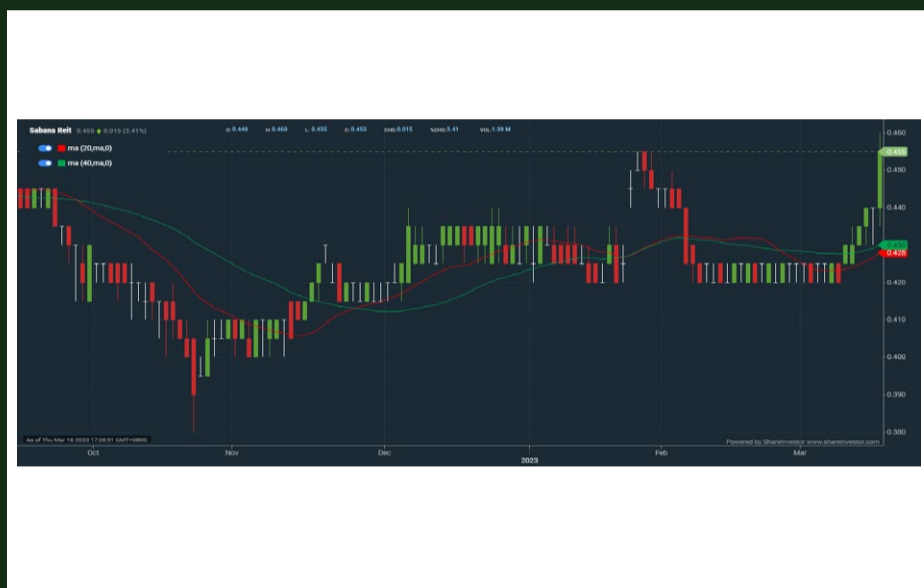 Sabana Reit 0.455 0.015 (3.41%) O: 0.440 H: 0.460 L: 0.435 C: 0.455 CHG: 0.015 %CHG: 3.41 VOL: 1.39 M
ma (20,ma,0)
ma (40,ma,0)
0.460
0.455
0.450
0.440
0.430
0.428
0.420
0.410
0.400
0.390
0.380
As of Thu Mar 16 2023 17:26:51 GMT+0800
Powered by ShareInvestor www.shareinvestor.com
Oct Nov Dec 2023 Feb Mar